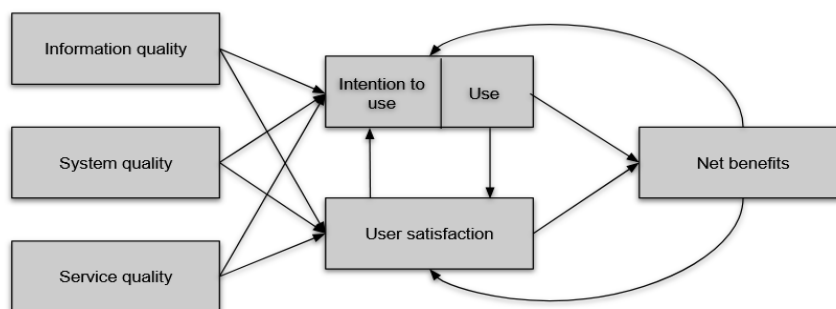 Information quality
Intention to
use
Use
System quality
Net benefits
User satisfaction
Service quality